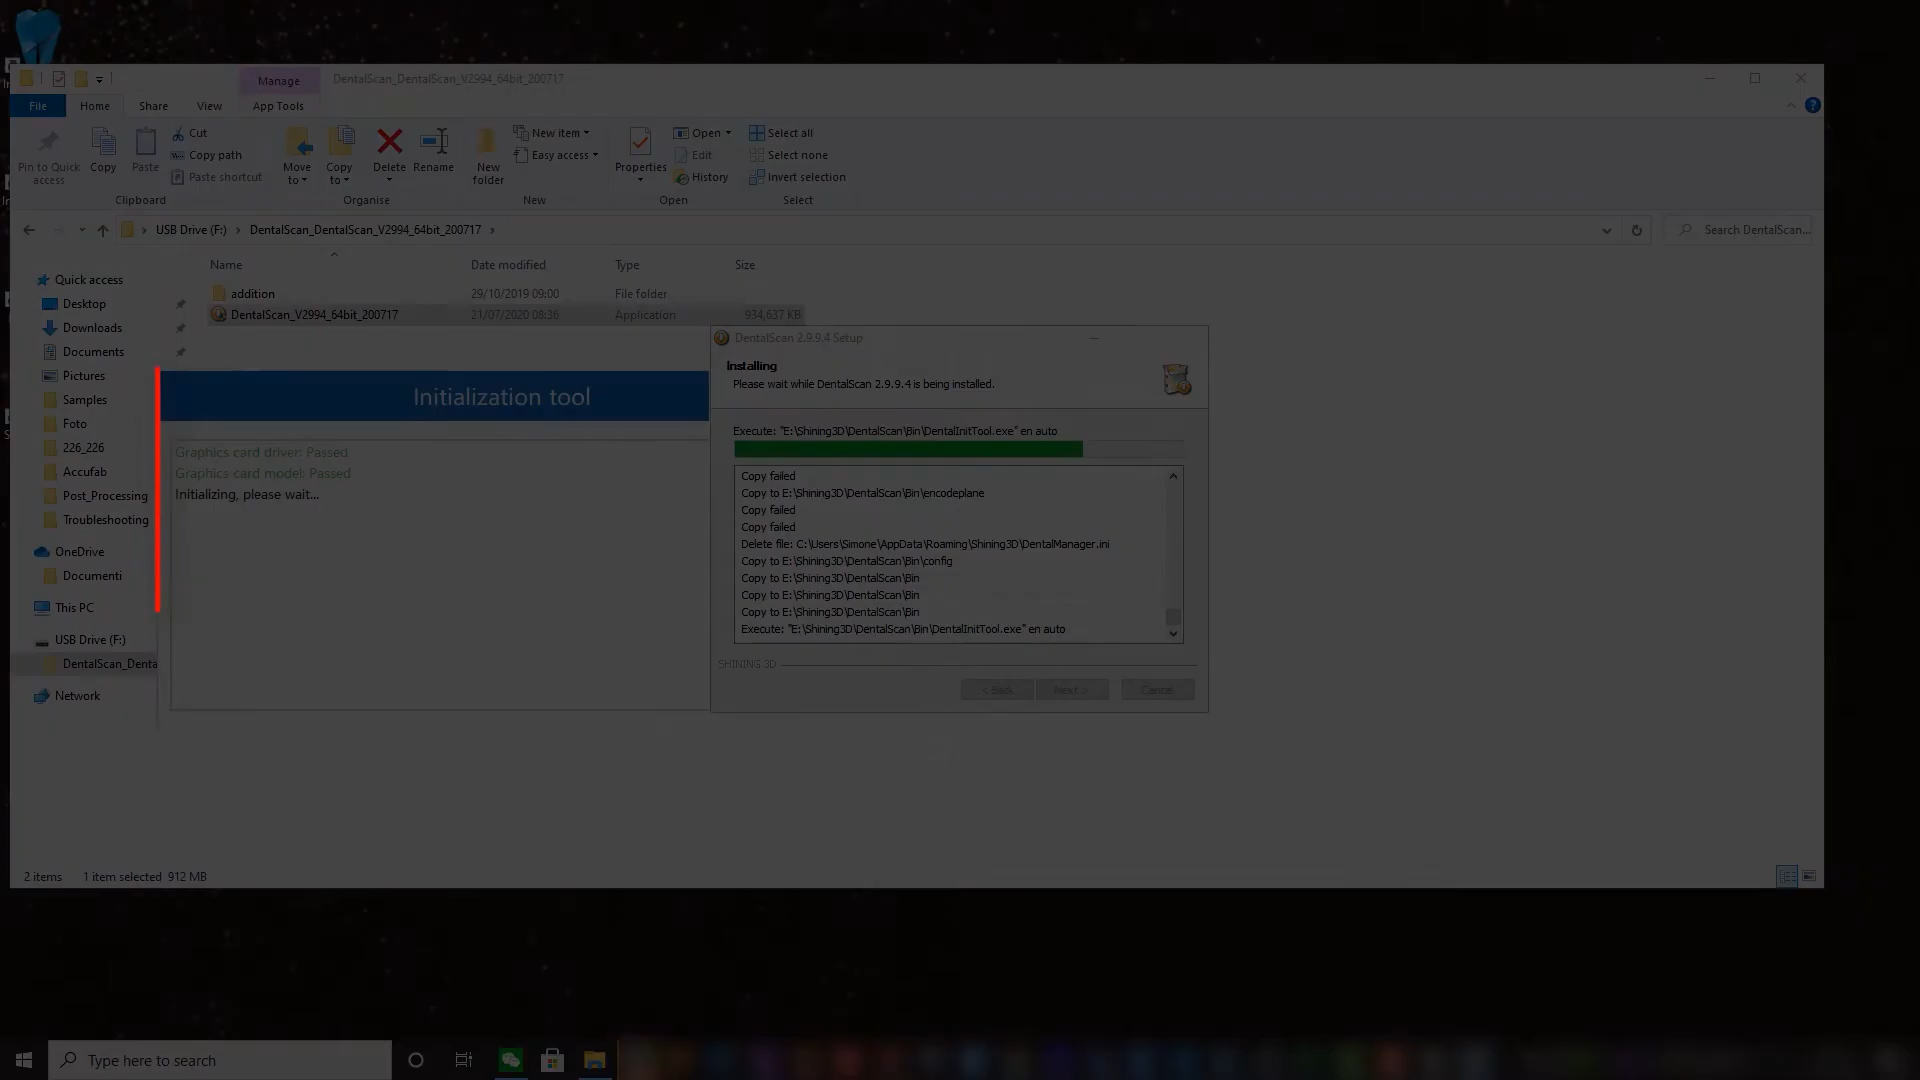 Manage
DentalScan_DentalScan_V2994_64bit_200717
File
Home
Share
View
App Tools
Pin to Quick access
Copy
Paste
Cut
Copy path
Paste shortcut
Clipboard
Move to
Copy to
Delete
Rename
Organise
New folder
New item
Easy access
New
Properties
Open
Edit
History
Open
Select all
Select none
Invert selection
Select
USB Drive (F:)
DentalScan_DentalScan_V2994_64bit_200717
Search DentalScan...
Name
Date modified
Type
Size
addition
29/10/2019 09:00
File folder
DentalScan_V2994_64bit_200717
21/07/2020 08:36
Application
934,637 KB
Quick access
Desktop
Downloads
Documents
Pictures
Samples
Foto
226_226
Accufab
Post_Processing
Troubleshooting
OneDrive
Documenti
This PC
USB Drive (F:)
DentalScan_Denta
Network
Initialization tool
Graphics card driver: Passed
Graphics card model: Passed
Initializing, please wait...
DentalScan 2.9.9.4 Setup
Installing
Please wait while DentalScan 2.9.9.4 is being installed.
Execute: "E:\Shining3D\DentalScan\Bin\DentalInitTool.exe" en auto
Copy failed
Copy to E:\Shining3D\DentalScan\Bin\encodeplane
Copy failed
Copy failed
Delete file: C:\Users\Simone\AppData\Roaming\Shining3D\DentalManager.ini
Copy to E:\Shining3D\DentalScan\Bin\config
Copy to E:\Shining3D\DentalScan\Bin
Copy to E:\Shining3D\DentalScan\Bin
Copy to E:\Shining3D\DentalScan\Bin
Execute: "E:\Shining3D\DentalScan\Bin\DentalInitTool.exe" en auto
SHINING 3D
< Back
Next >
Cancel
2 items
1 item selected
912 MB
Type here to search